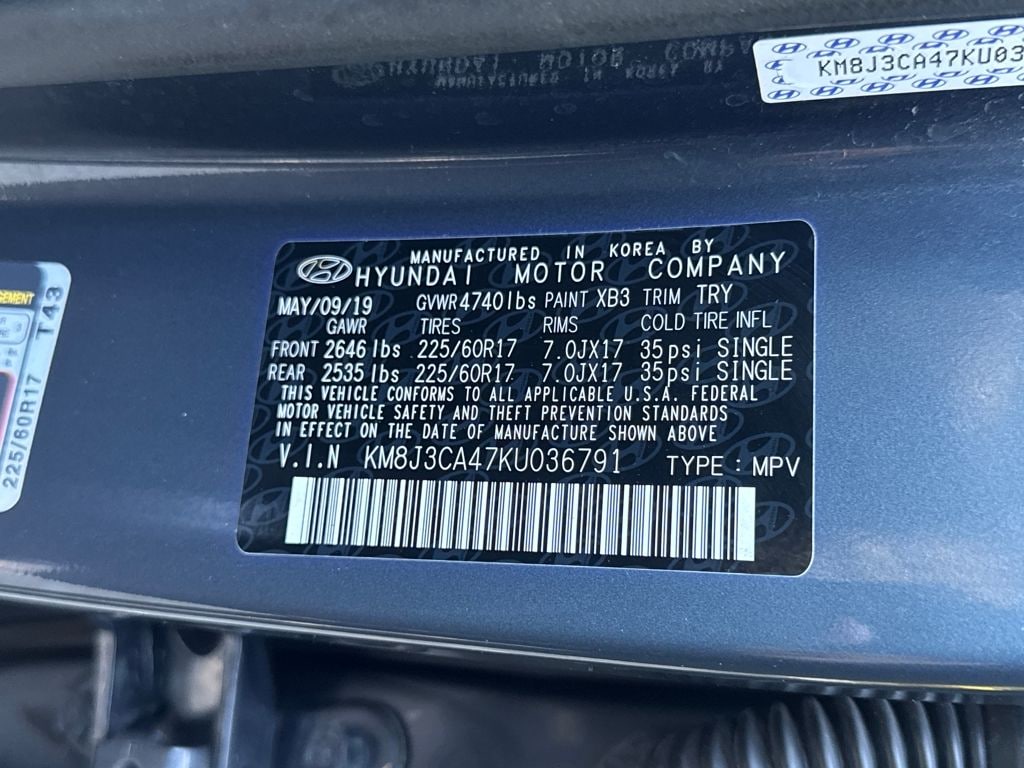 KM8J3CA47KU03
MANUFACTURED IN KOREA BY
HYUNDAI MOTOR COMPANY
MAY/09/19 GVWR 4740lbs PAINT XB3 TRIM TRY
GAWR TIRES RIMS COLD TIRE INFL
FRONT 2646 lbs 225/60R17 7.0JX17 35psi SINGLE
REAR 2535 lbs 225/60R17 7.0JX17 35psi SINGLE
THIS VEHICLE CONFORMS TO ALL APPLICABLE U.S.A. FEDERAL
MOTOR VEHICLE SAFETY AND THEFT PREVENTION STANDARDS
IN EFFECT ON THE DATE OF MANUFACTURE SHOWN ABOVE
V.I.N KM8J3CA47KU036791 TYPE : MPV
225/60R17 T43